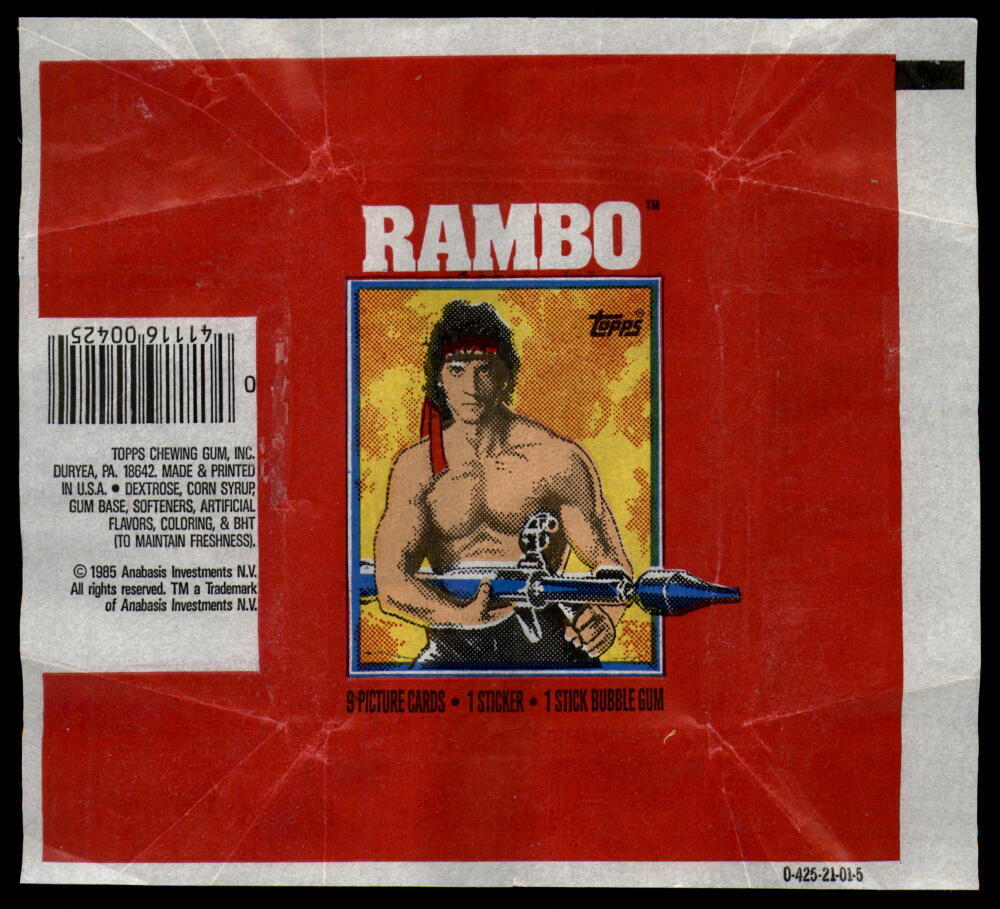 RAMBO™
Topps®
41116 00425
0
TOPPS CHEWING GUM, INC.
DURYEA, PA. 18642. MADE & PRINTED
IN U.S.A. • DEXTROSE, CORN SYRUP,
GUM BASE, SOFTENERS, ARTIFICIAL
FLAVORS, COLORING, & BHT
(TO MAINTAIN FRESHNESS).
© 1985 Anabasis Investments N.V.
All rights reserved. TM a Trademark
of Anabasis Investments N.V.
9 PICTURE CARDS • 1 STICKER • 1 STICK BUBBLE GUM
0-425-21-01-5